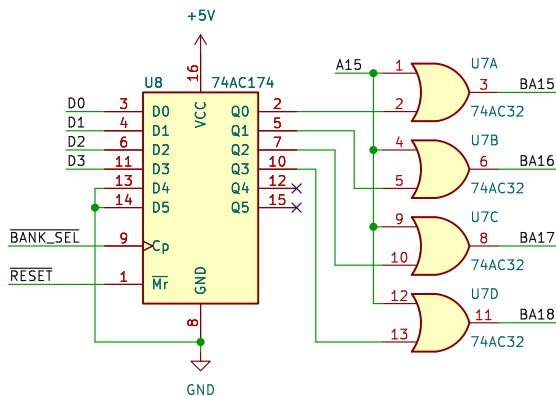 +5V
U8
74AC174
16
VCC
D0 3 D0 Q0 2
D1 4 D1 Q1 5
D2 6 D2 Q2 7
D3 11 D3 Q3 10
13 D4 Q4 12
14 D5 Q5 15
BANK_SEL 9 Cp
RESET 1 Mr
GND
8
GND
A15
U7A
1
3 BA15
2
74AC32
U7B
4
6 BA16
5
74AC32
U7C
9
8 BA17
10
74AC32
U7D
12
11 BA18
13
74AC32